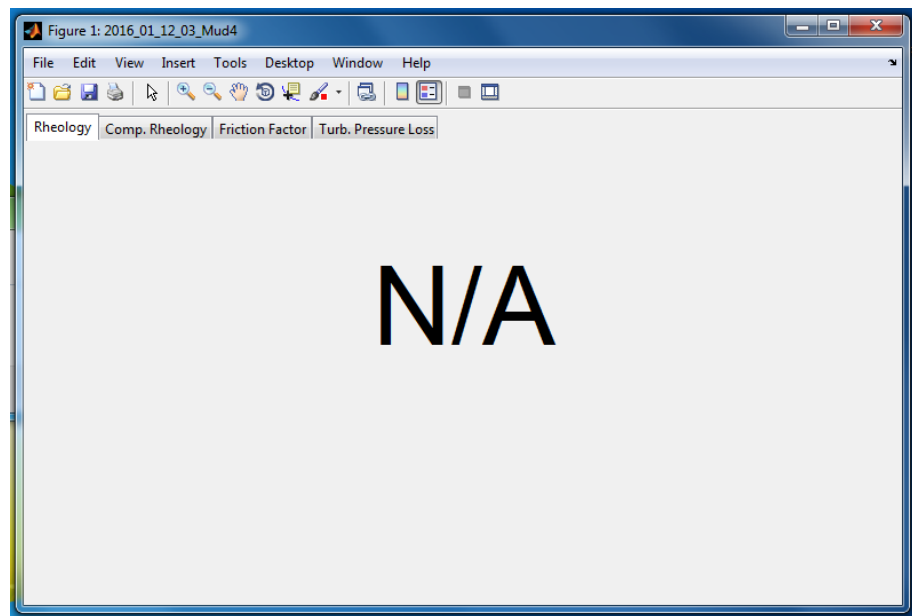 Figure 1: 2016_01_12_03_Mud4
File Edit View Insert Tools Desktop Window Help
Rheology Comp. Rheology Friction Factor Turb. Pressure Loss
N/A